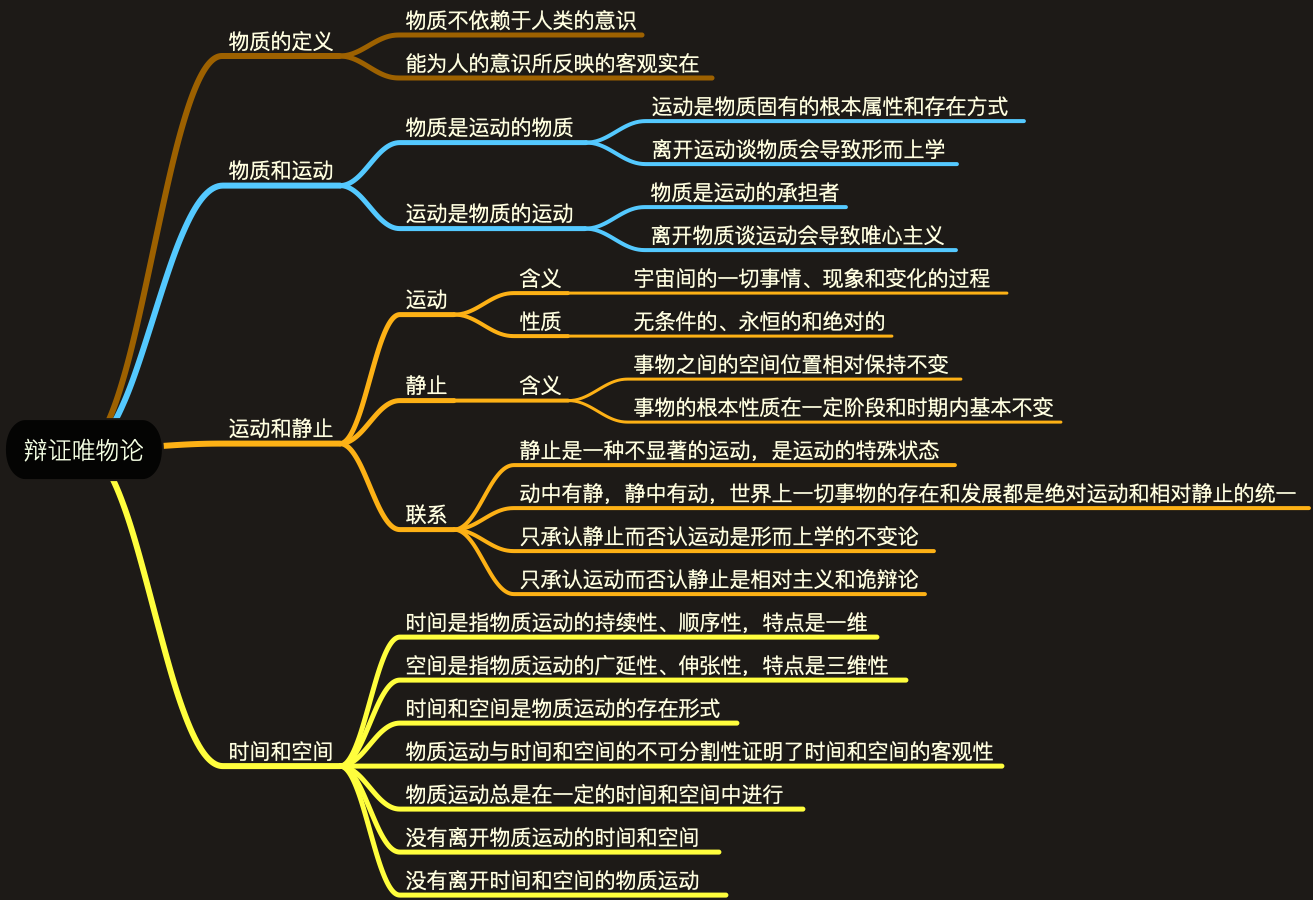 辩证唯物论
物质的定义
物质不依赖于人类的意识
能为人的意识所反映的客观实在
物质和运动
物质是运动的物质
运动是物质固有的根本属性和存在方式
离开运动谈物质会导致形而上学
运动是物质的运动
物质是运动的承担者
离开物质谈运动会导致唯心主义
运动和静止
运动
含义
宇宙间的一切事情、现象和变化的过程
性质
无条件的、永恒的和绝对的
静止
含义
事物之间的空间位置相对保持不变
事物的根本性质在一定阶段和时期内基本不变
联系
静止是一种不显著的运动，是运动的特殊状态
动中有静，静中有动，世界上一切事物的存在和发展都是绝对运动和相对静止的统一
只承认静止而否认运动是形而上学的不变论
只承认运动而否认静止是相对主义和诡辩论
时间和空间
时间是指物质运动的持续性、顺序性，特点是一维
空间是指物质运动的广延性、伸张性，特点是三维性
时间和空间是物质运动的存在形式
物质运动与时间和空间的不可分割性证明了时间和空间的客观性
物质运动总是在一定的时间和空间中进行
没有离开物质运动的时间和空间
没有离开时间和空间的物质运动